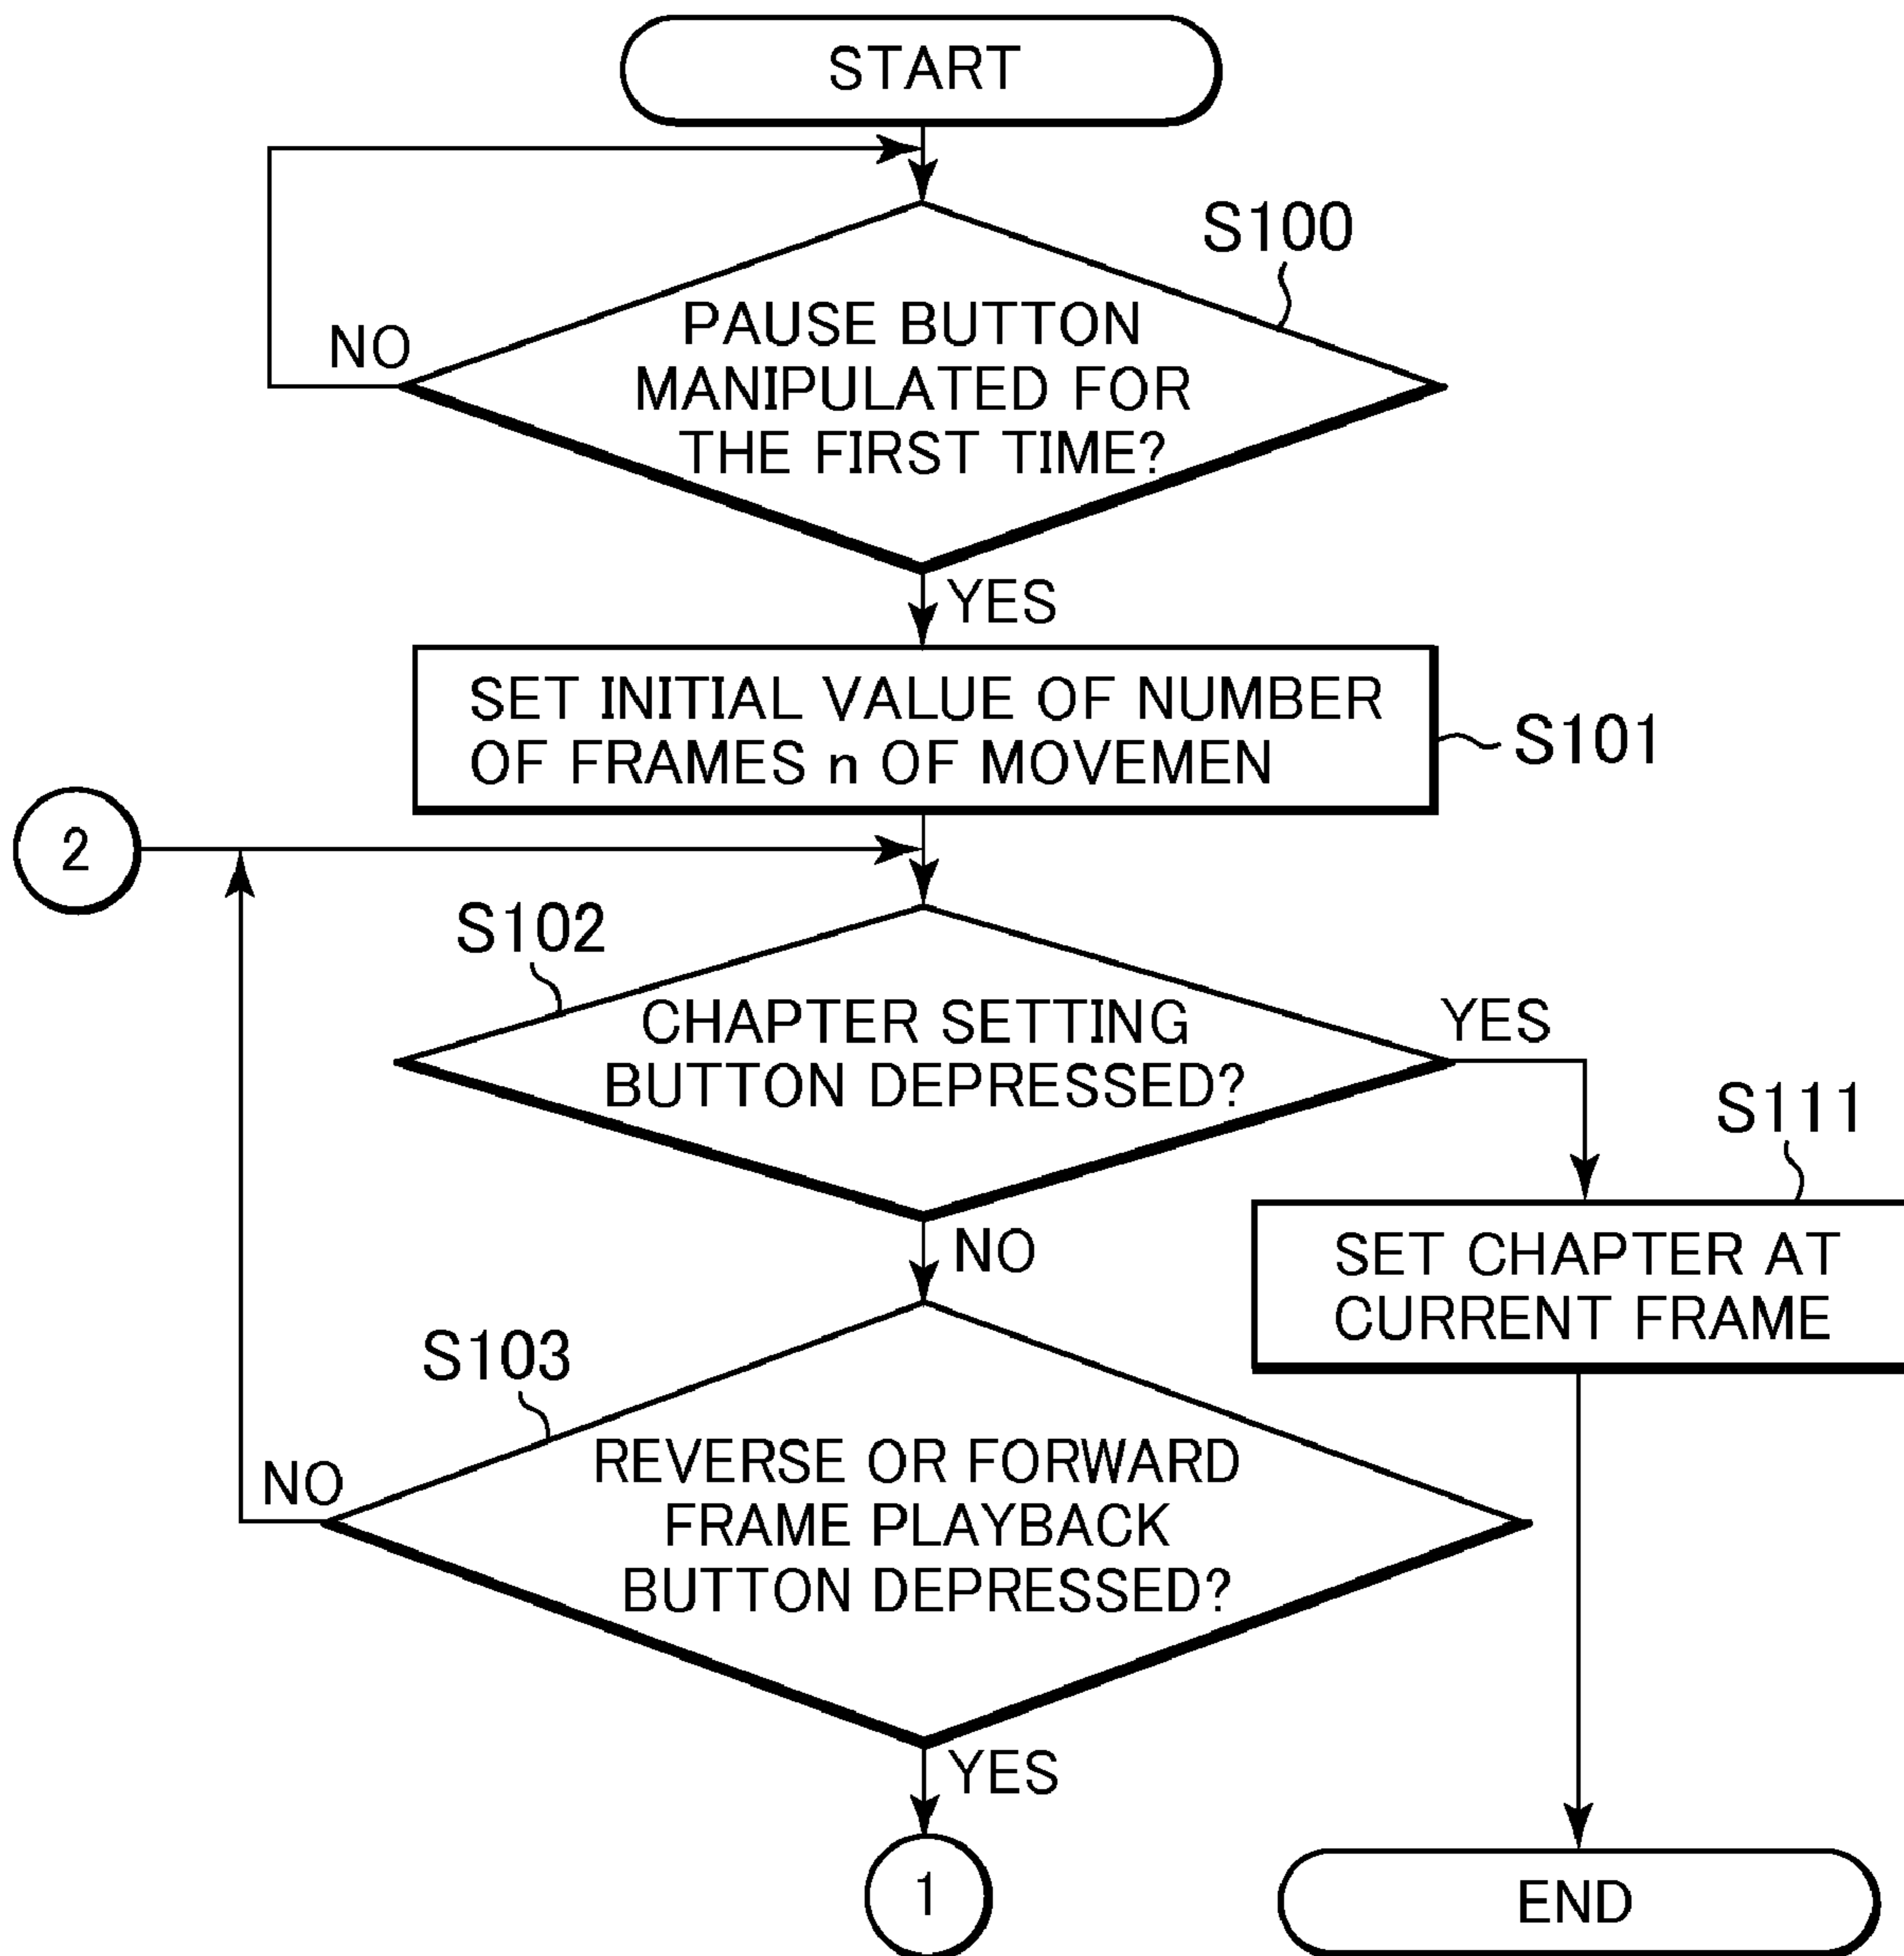 START
S100
NO
PAUSE BUTTON
MANIPULATED FOR
THE FIRST TIME?
YES
SET INITIAL VALUE OF NUMBER
OF FRAMES n OF MOVEMEN
S101
2
S102
CHAPTER SETTING
BUTTON DEPRESSED?
YES
S111
NO
SET CHAPTER AT
CURRENT FRAME
S103
NO
REVERSE OR FORWARD
FRAME PLAYBACK
BUTTON DEPRESSED?
YES
1
END